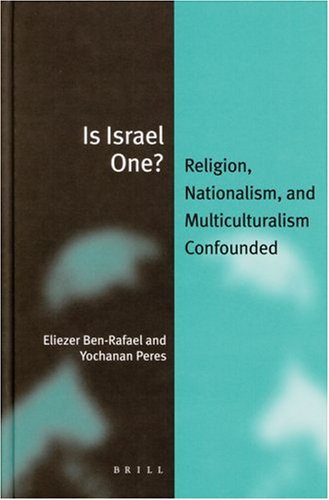 Is Israel
One?
Religion,
Nationalism, and
Multiculturalism
Confounded
Eliezer Ben-Rafael and
Yochanan Peres
BRILL